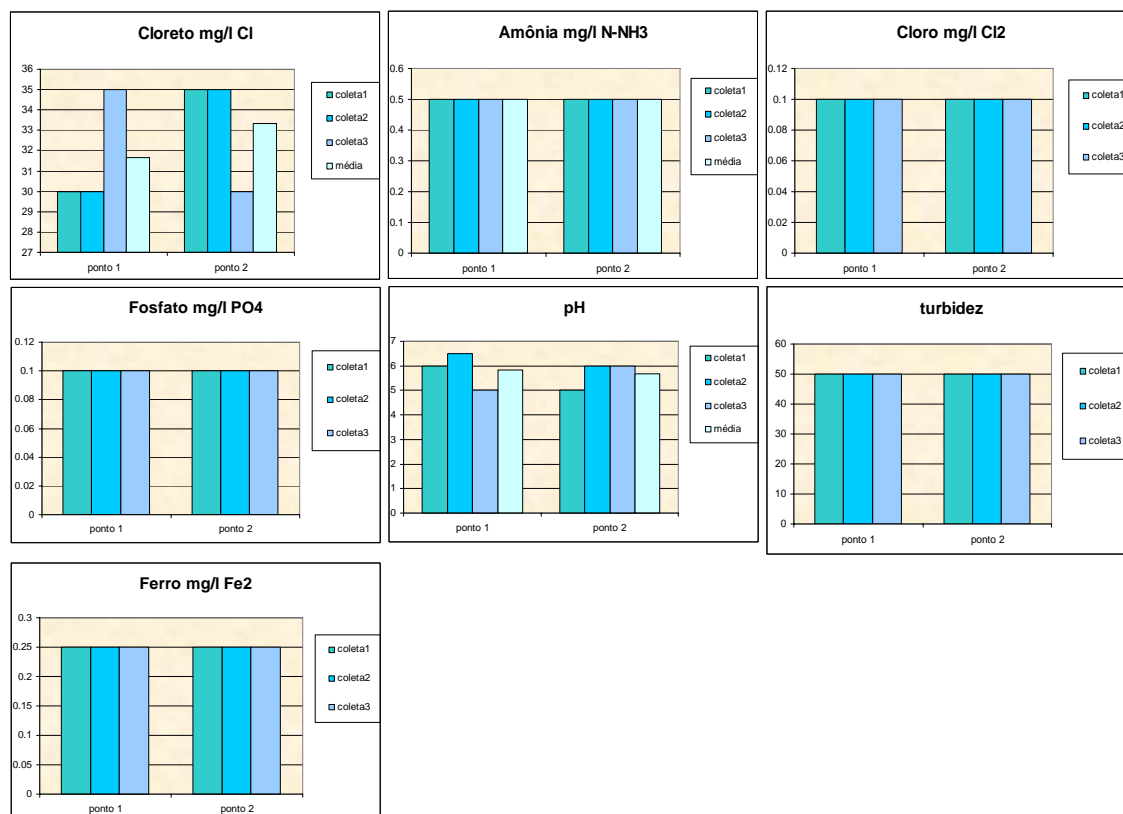 Cloreto mg/l Cl
36
35
34
33
32
31
30
29
28
27
ponto 1 ponto 2
coleta1
coleta2
coleta3
média
Amônia mg/l N-NH3
0.6
0.5
0.4
0.3
0.2
0.1
0
ponto 1 ponto 2
coleta1
coleta2
coleta3
média
Cloro mg/l Cl2
0.12
0.1
0.08
0.06
0.04
0.02
0
ponto 1 ponto 2
coleta1
coleta2
coleta3
Fosfato mg/l PO4
0.12
0.1
0.08
0.06
0.04
0.02
0
ponto 1 ponto 2
coleta1
coleta2
coleta3
pH
7
6
5
4
3
2
1
0
ponto 1 ponto 2
coleta1
coleta2
coleta3
média
turbidez
60
50
40
30
20
10
0
ponto 1 ponto 2
coleta1
coleta2
coleta3
Ferro mg/l Fe2
0.3
0.25
0.2
0.15
0.1
0.05
0
ponto 1 ponto 2
coleta1
coleta2
coleta3